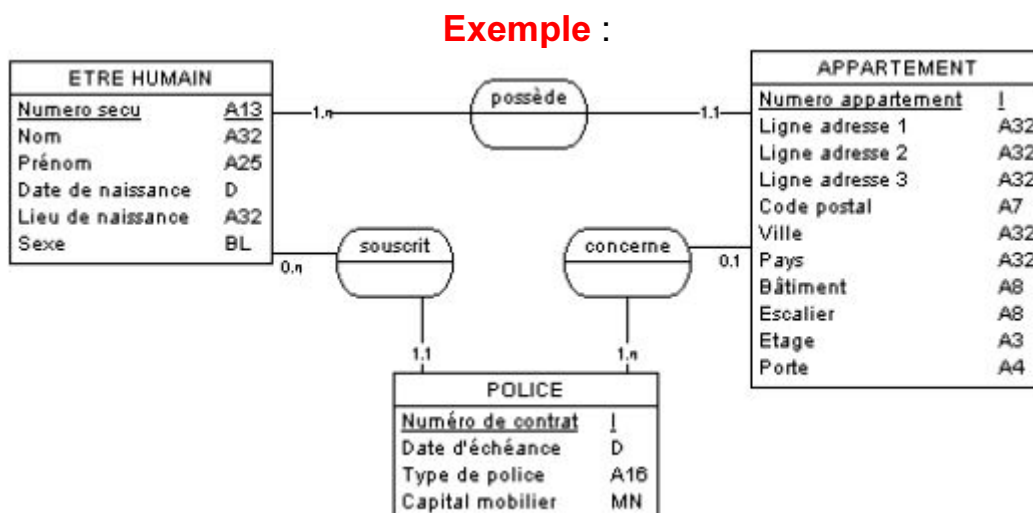 Exemple :
ETRE HUMAIN
Numero secu A13
Nom A32
Prénom A25
Date de naissance D
Lieu de naissance A32
Sexe BL
1.n
possède
1.1
APPARTEMENT
Numero appartement I
Ligne adresse 1 A32
Ligne adresse 2 A32
Ligne adresse 3 A32
Code postal A7
Ville A32
Pays A32
Bâtiment A8
Escalier A8
Etage A3
Porte A4
0.n
souscrit
concerne
0.1
1.1
1.n
POLICE
Numéro de contrat I
Date d'échéance D
Type de police A16
Capital mobilier MN